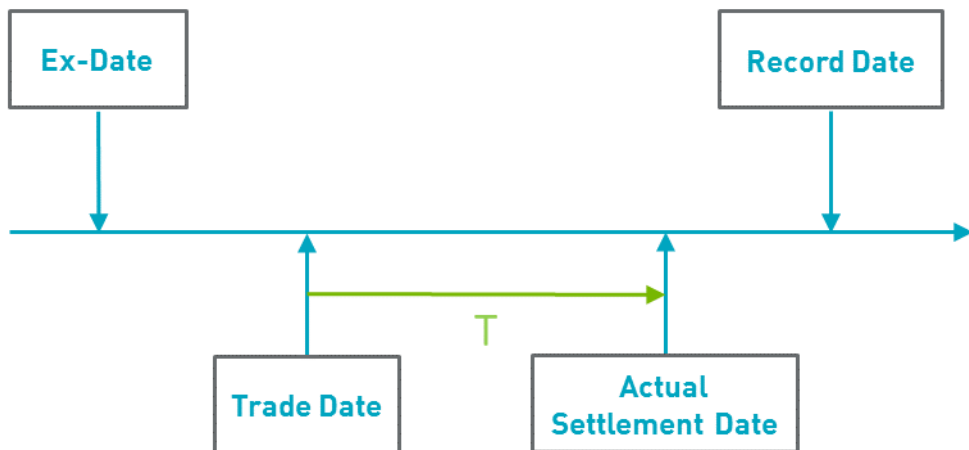 Ex-Date
Record Date
T
Trade Date
Actual
Settlement Date